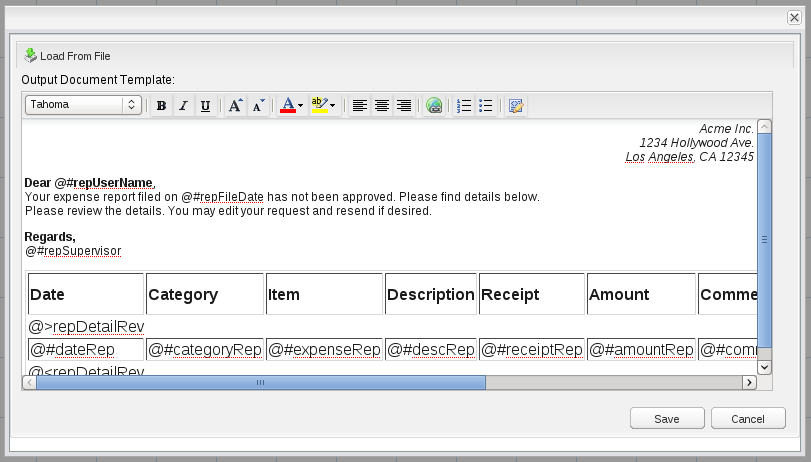 Load From File
Output Document Template:
Tahoma B I U A A A ab
Acme Inc.
1234 Hollywood Ave.
Los Angeles, CA 12345
Dear @#repUserName,
Your expense report filed on @#repFileDate has not been approved. Please find details below.
Please review the details. You may edit your request and resend if desired.
Regards,
@#repSupervisor
Date Category Item Description Receipt Amount Comme
@>repDetailRev
@#dateRep @#categoryRep @#expenseRep @#descRep @#receiptRep @#amountRep @#comm
@<repDetailRev
Save Cancel